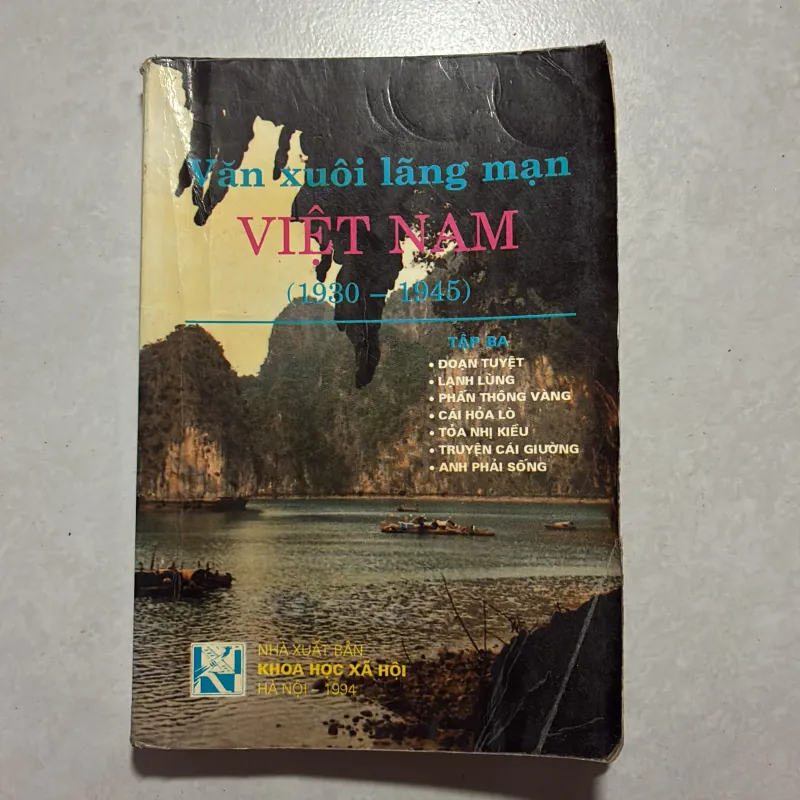 Văn xuôi lãng mạn
VIỆT NAM
(1930 – 1945)
TẬP BA
• ĐOẠN TUYỆT
• LẠNH LÙNG
• PHẤN THÔNG VÀNG
• CÁI HỎA LÒ
• TỎA NHỊ KIỀU
• TRUYỆN CÁI GIƯỜNG
• ANH PHẢI SỐNG
NHÀ XUẤT BẢN
KHOA HỌC XÃ HỘI
HÀ NỘI – 1994